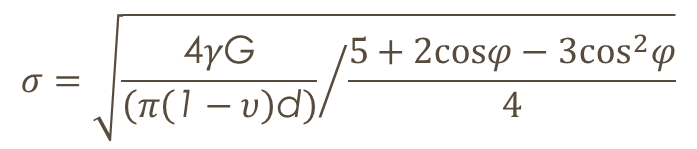 σ = √((4γG)/(π(1 − υ)d) / (5 + 2cosφ − 3cos²φ)/4)